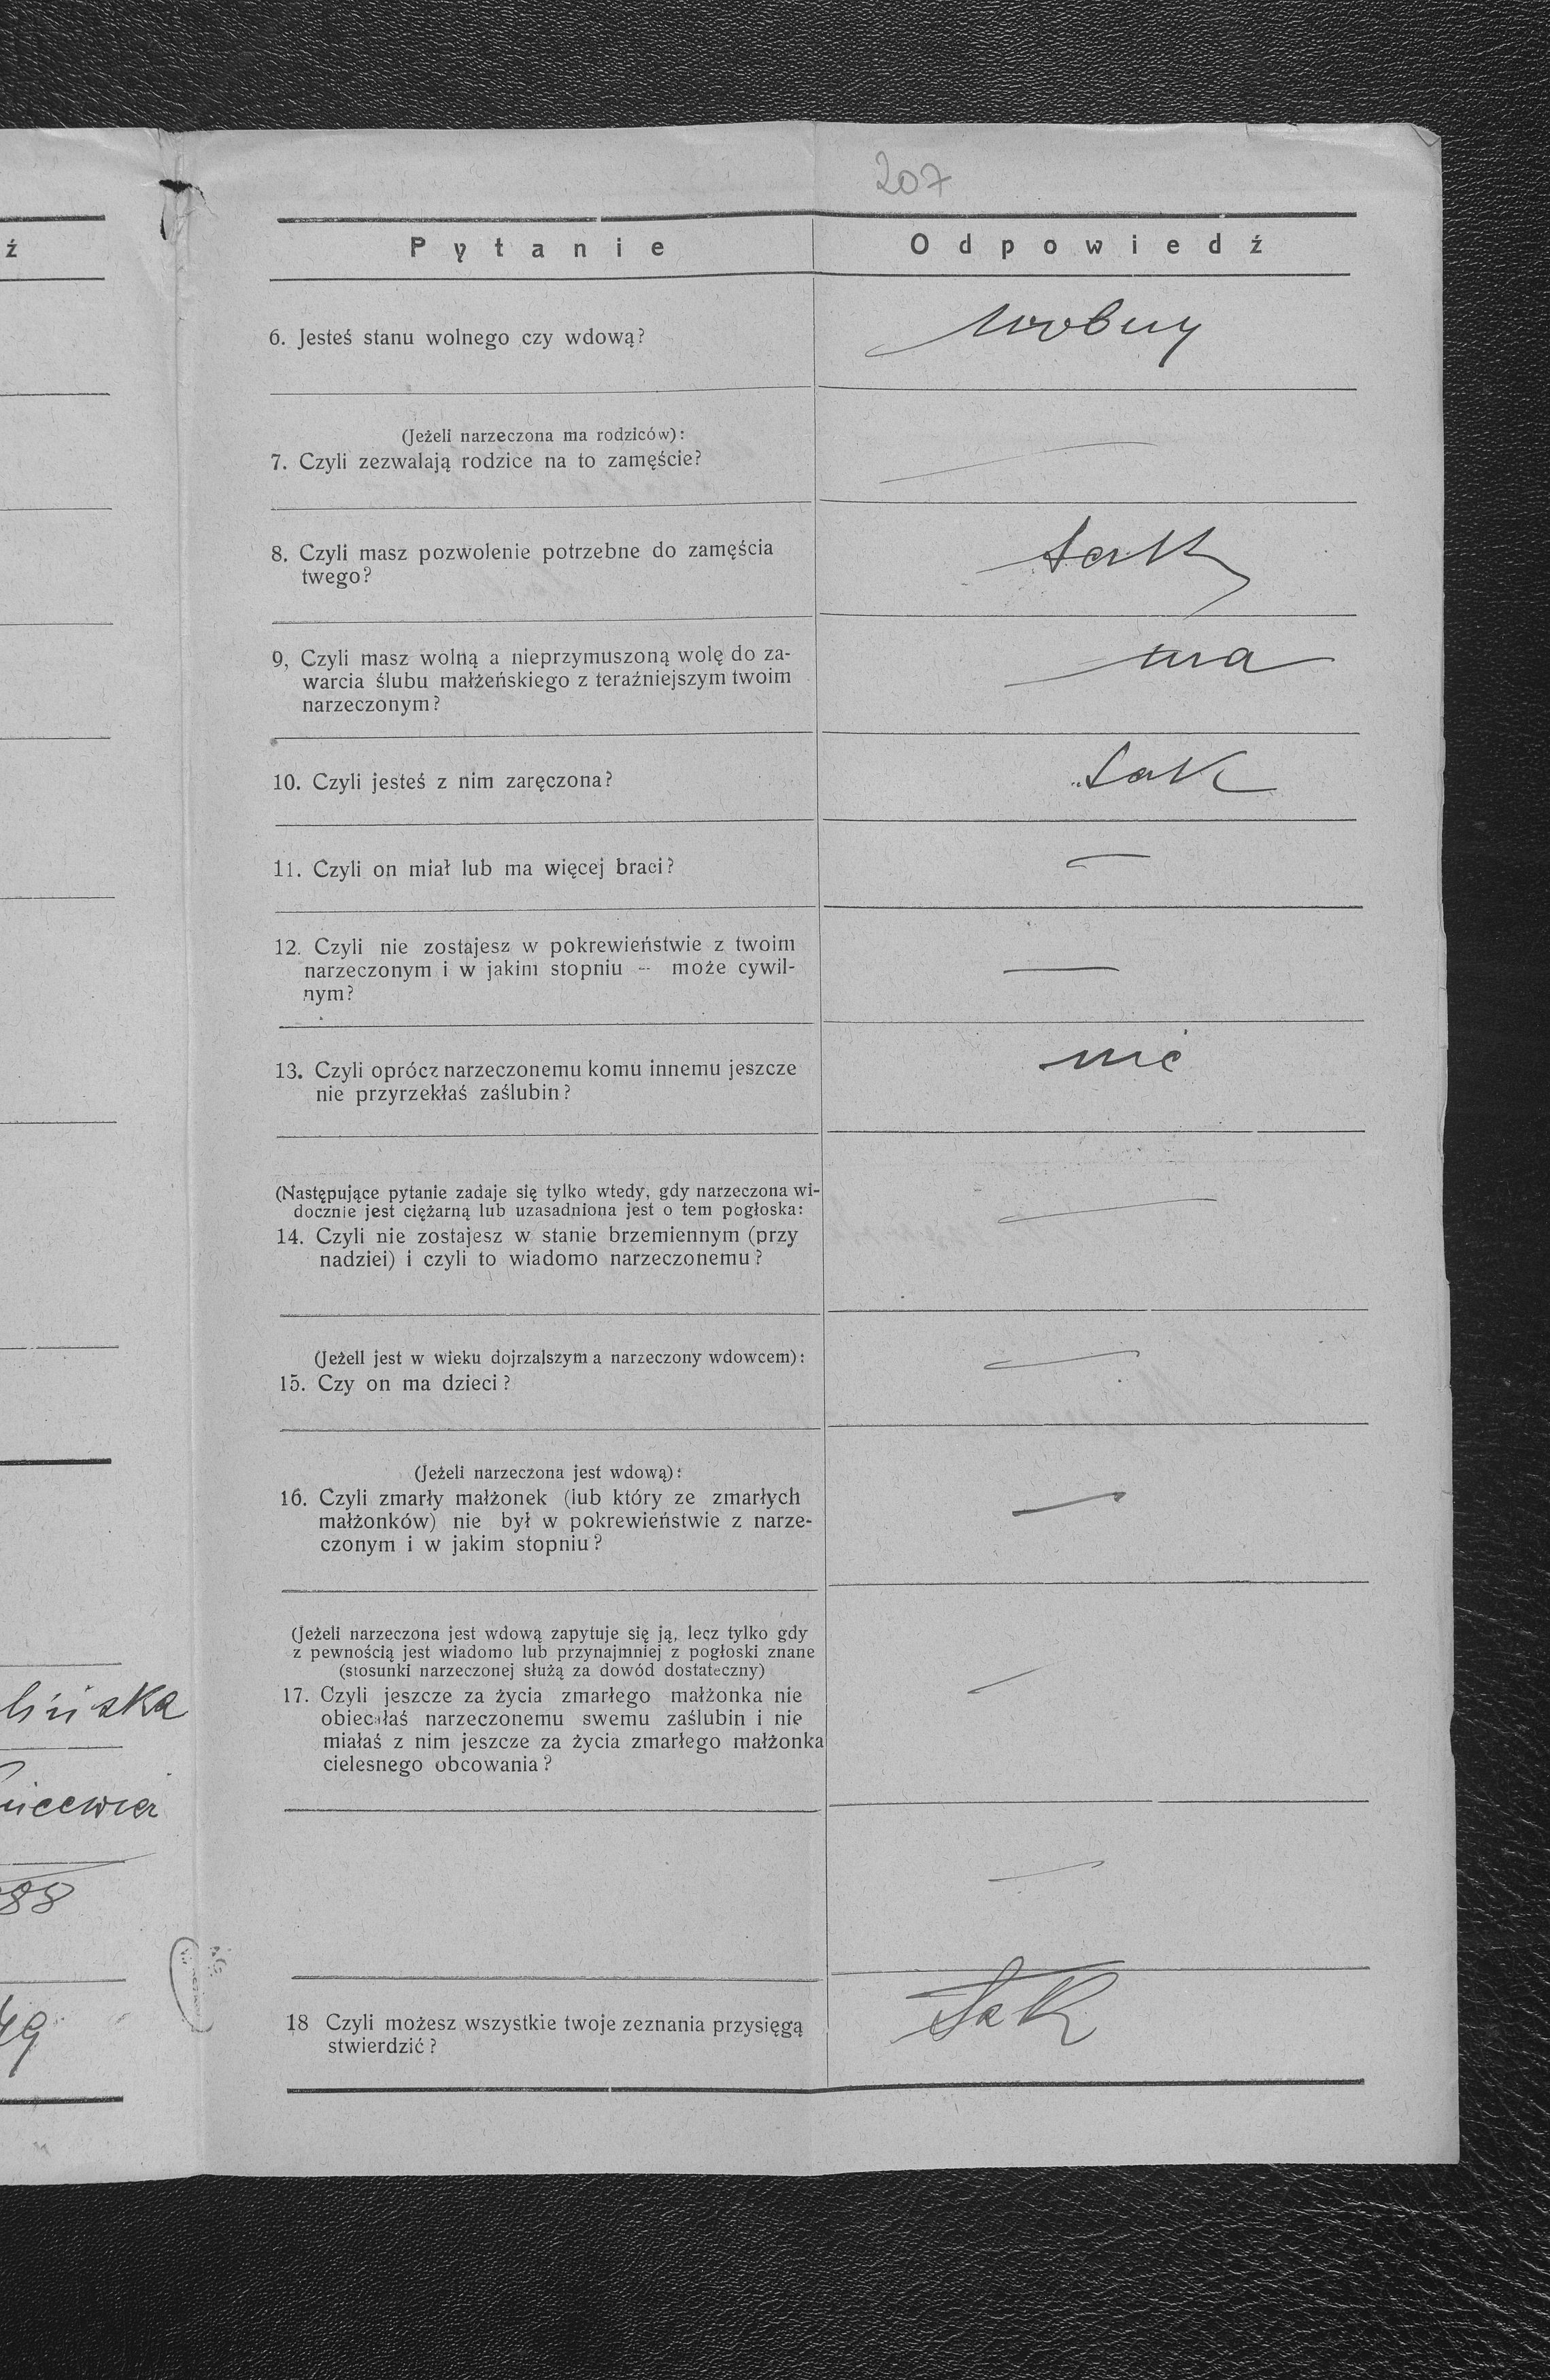 207
ź
Pytanie
Odpowiedź
6. Jesteś stanu wolnego czy wdową?
wolny
(Jeżeli narzeczona ma rodziców):
7. Czyli zezwalają rodzice na to zamęście?
—
8. Czyli masz pozwolenie potrzebne do zamęścia
twego?
tak
9, Czyli masz wolną a nieprzymuszoną wolę do za-
warcia ślubu małżeńskiego z teraźniejszym twoim
narzeczonym?
ma
10. Czyli jesteś z nim zaręczona?
tak
11. Czyli on miał lub ma więcej braci?
—
12. Czyli nie zostajesz w pokrewieństwie z twoim
narzeczonym i w jakim stopniu -- może cywil-
nym?
—
13. Czyli oprócz narzeczonemu komu innemu jeszcze
nie przyrzekłaś zaślubin?
nie
(Następujące pytanie zadaje się tylko wtedy, gdy narzeczona wi-
docznie jest ciężarną lub uzasadniona jest o tem pogłoska:
14. Czyli nie zostajesz w stanie brzemiennym (przy
nadziei) i czyli to wiadomo narzeczonemu?
—
(Jeżell jest w wieku dojrzalszym a narzeczony wdowcem):
15. Czy on ma dzieci?
—
(Jeżeli narzeczona jest wdową):
16. Czyli zmarły małżonek (lub który ze zmarłych
małżonków) nie był w pokrewieństwie z narze-
czonym i w jakim stopniu?
—
(Jeżeli narzeczona jest wdową zapytuje się ją, lecz tylko gdy
z pewnością jest wiadomo lub przynajmniej z pogłoski znane
(stosunki narzeczonej służą za dowód dostateczny)
17. Czyli jeszcze za życia zmarłego małżonka nie
obiecałaś narzeczonemu swemu zaślubin i nie
miałaś z nim jeszcze za życia zmarłego małżonka
cielesnego obcowania?
—
—
18 Czyli możesz wszystkie twoje zeznania przysięgą
stwierdzić?
Tak
lińska
88
49